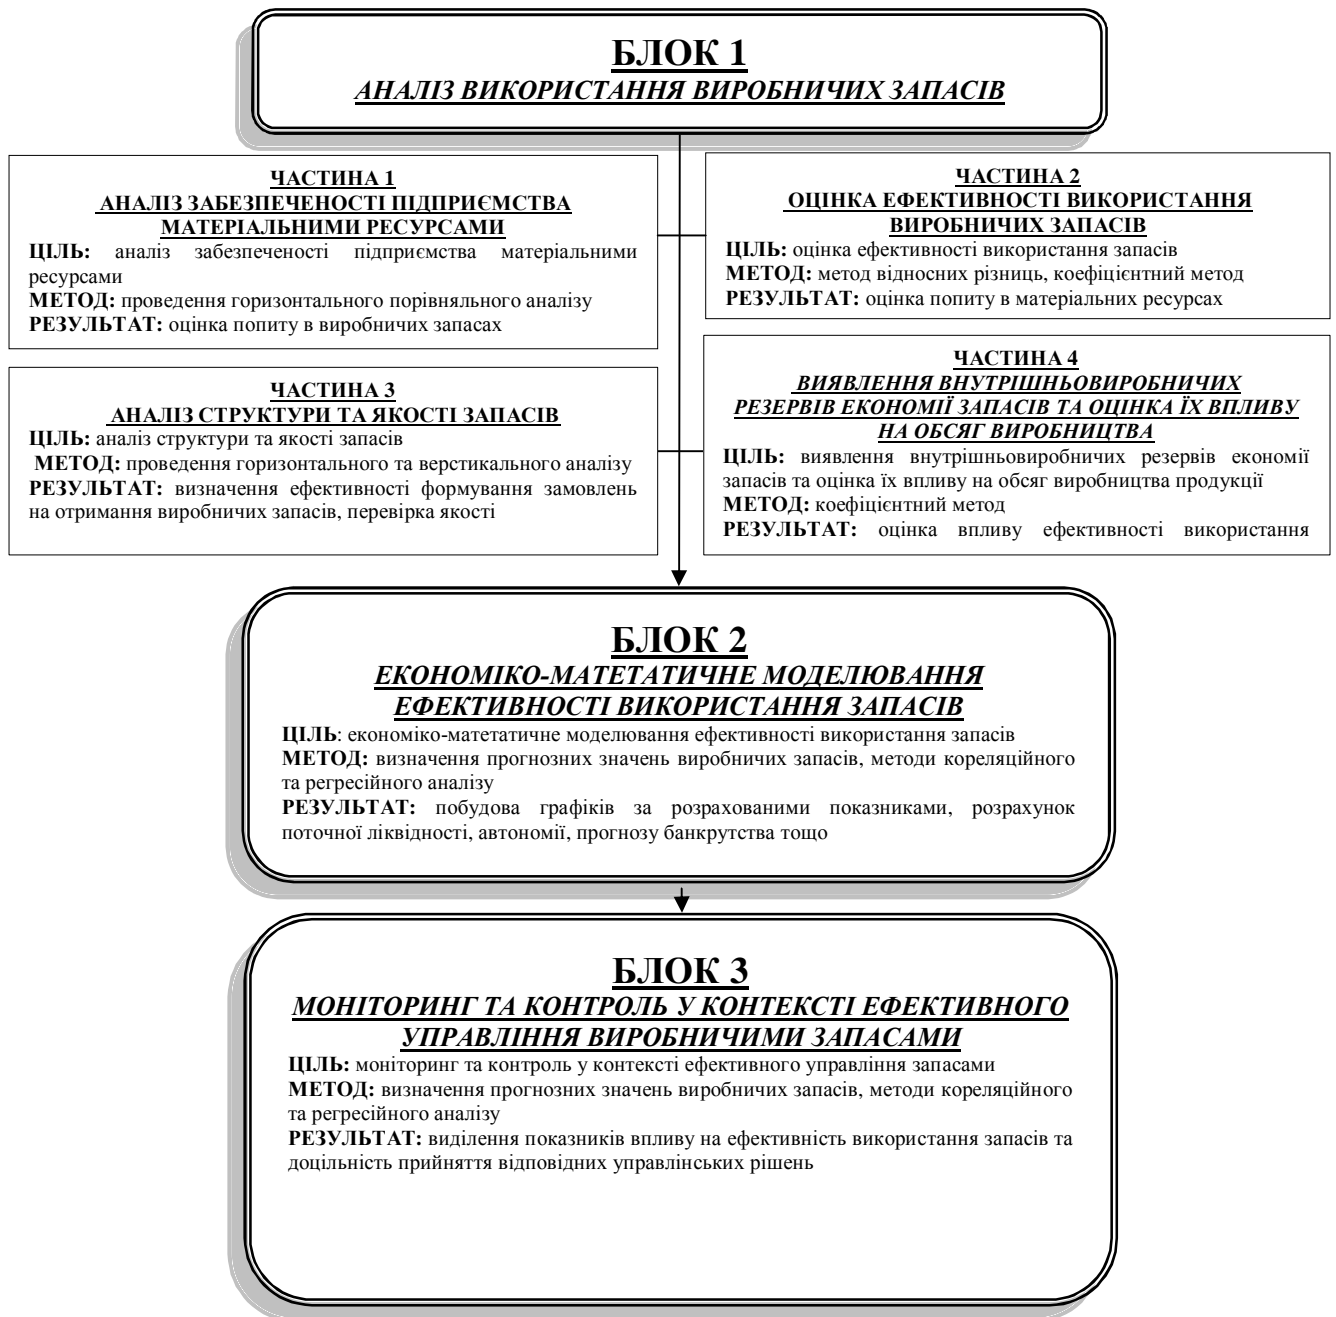 БЛОК 1
АНАЛІЗ ВИКОРИСТАННЯ ВИРОБНИЧИХ ЗАПАСІВ
ЧАСТИНА 1
АНАЛІЗ ЗАБЕЗПЕЧЕНОСТІ ПІДПРИЄМСТВА
МАТЕРІАЛЬНИМИ РЕСУРСАМИ
ЦІЛЬ: аналіз забезпеченості підприємства матеріальними
ресурсами
МЕТОД: проведення горизонтального порівняльного аналізу
РЕЗУЛЬТАТ: оцінка попиту в виробничих запасах
ЧАСТИНА 2
ОЦІНКА ЕФЕКТИВНОСТІ ВИКОРИСТАННЯ
ВИРОБНИЧИХ ЗАПАСІВ
ЦІЛЬ: оцінка ефективності використання запасів
МЕТОД: метод відносних різниць, коефіцієнтний метод
РЕЗУЛЬТАТ: оцінка попиту в матеріальних ресурсах
ЧАСТИНА 3
АНАЛІЗ СТРУКТУРИ ТА ЯКОСТІ ЗАПАСІВ
ЦІЛЬ: аналіз структури та якості запасів
МЕТОД: проведення горизонтального та верстикального аналізу
РЕЗУЛЬТАТ: визначення ефективності формування замовлень
на отримання виробничих запасів, перевірка якості
ЧАСТИНА 4
ВИЯВЛЕННЯ ВНУТРІШНЬОВИРОБНИЧИХ
РЕЗЕРВІВ ЕКОНОМІЇ ЗАПАСІВ ТА ОЦІНКА ЇХ ВПЛИВУ
НА ОБСЯГ ВИРОБНИЦТВА
ЦІЛЬ: виявлення внутрішньовиробничих резервів економії
запасів та оцінка їх впливу на обсяг виробництва продукції
МЕТОД: коефіцієнтний метод
РЕЗУЛЬТАТ: оцінка впливу ефективності використання
БЛОК 2
ЕКОНОМІКО-МАТЕТАТИЧНЕ МОДЕЛЮВАННЯ
ЕФЕКТИВНОСТІ ВИКОРИСТАННЯ ЗАПАСІВ
ЦІЛЬ: економіко-матетатичне моделювання ефективності використання запасів
МЕТОД: визначення прогнозних значень виробничих запасів, методи кореляційного
та регресійного аналізу
РЕЗУЛЬТАТ: побудова графіків за розрахованими показниками, розрахунок
поточної ліквідності, автономії, прогнозу банкрутства тощо
БЛОК 3
МОНІТОРИНГ ТА КОНТРОЛЬ У КОНТЕКСТІ ЕФЕКТИВНОГО
УПРАВЛІННЯ ВИРОБНИЧИМИ ЗАПАСАМИ
ЦІЛЬ: моніторинг та контроль у контексті ефективного управління запасами
МЕТОД: визначення прогнозних значень виробничих запасів, методи кореляційного
та регресійного аналізу
РЕЗУЛЬТАТ: виділення показників впливу на ефективність використання запасів та
доцільність прийняття відповідних управлінських рішень